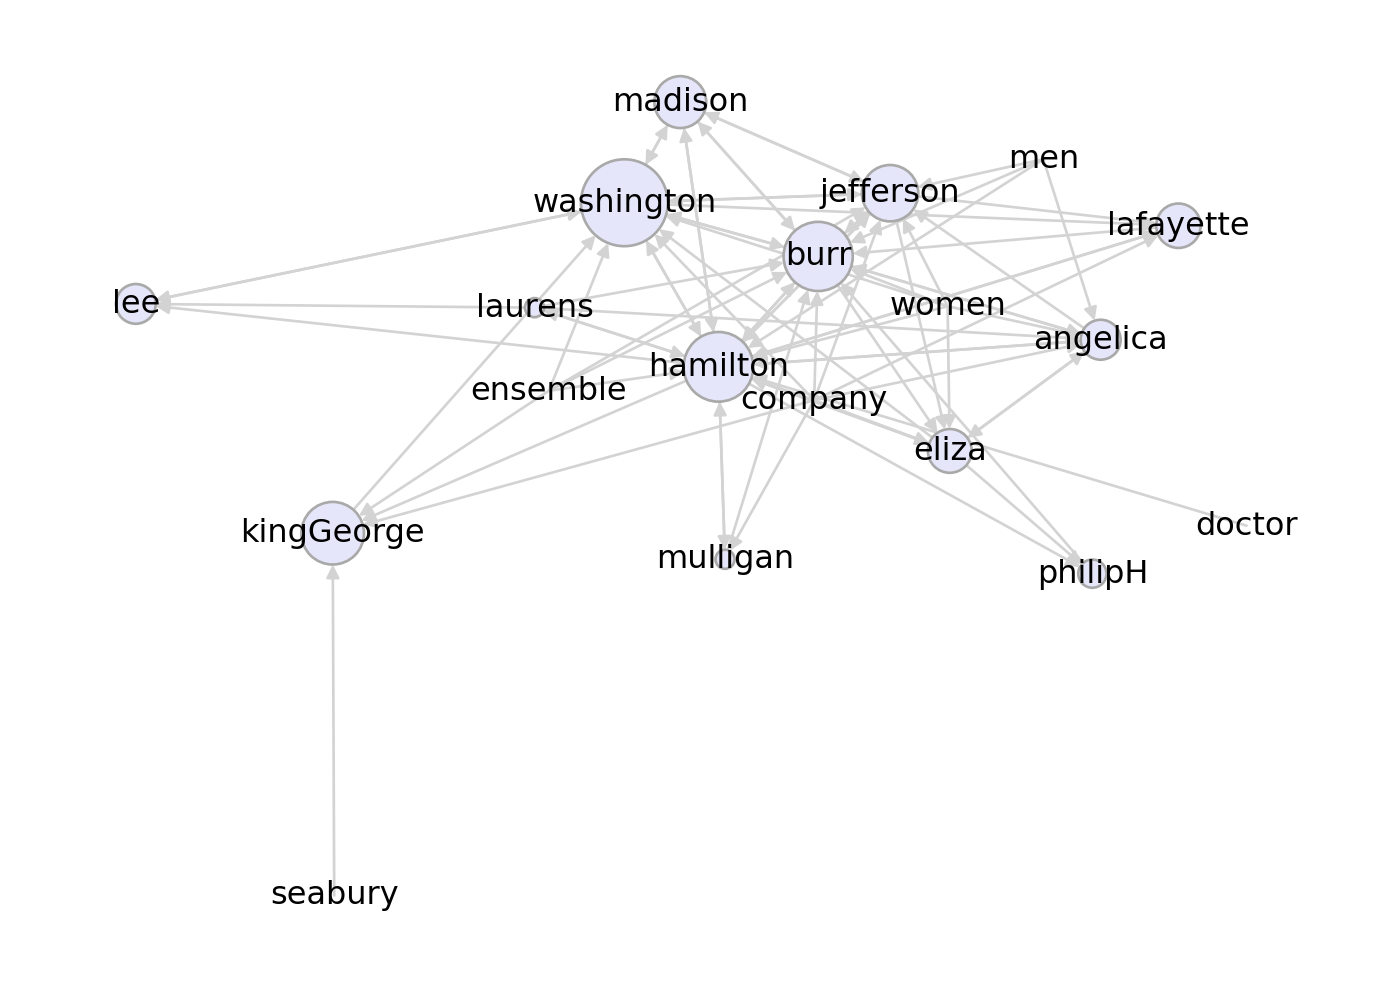 madison
men
jefferson
washington
lafayette
burr
lee
laurens
women
angelica
hamilton
ensemble
company
eliza
doctor
kingGeorge
mulligan
philipH
seabury